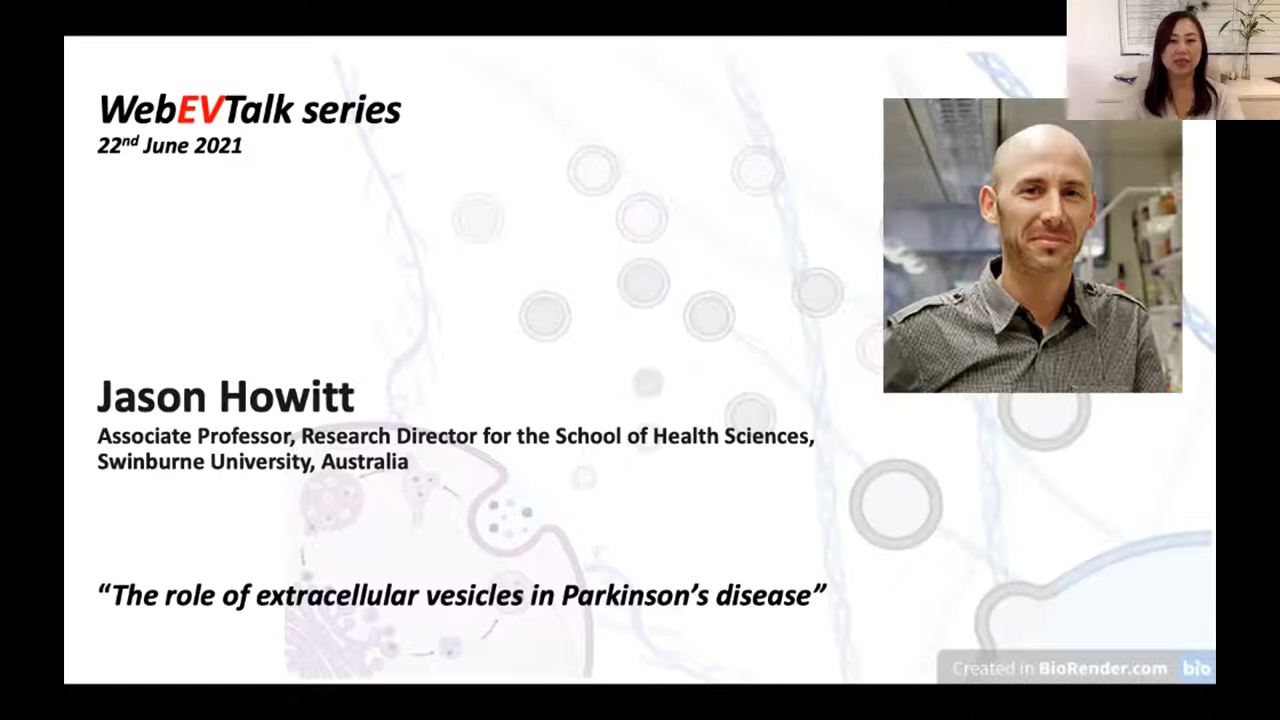 WebEVTalk series
22nd June 2021
Jason Howitt
Associate Professor, Research Director for the School of Health Sciences,
Swinburne University, Australia
“The role of extracellular vesicles in Parkinson’s disease”
Created in BioRender.com bio